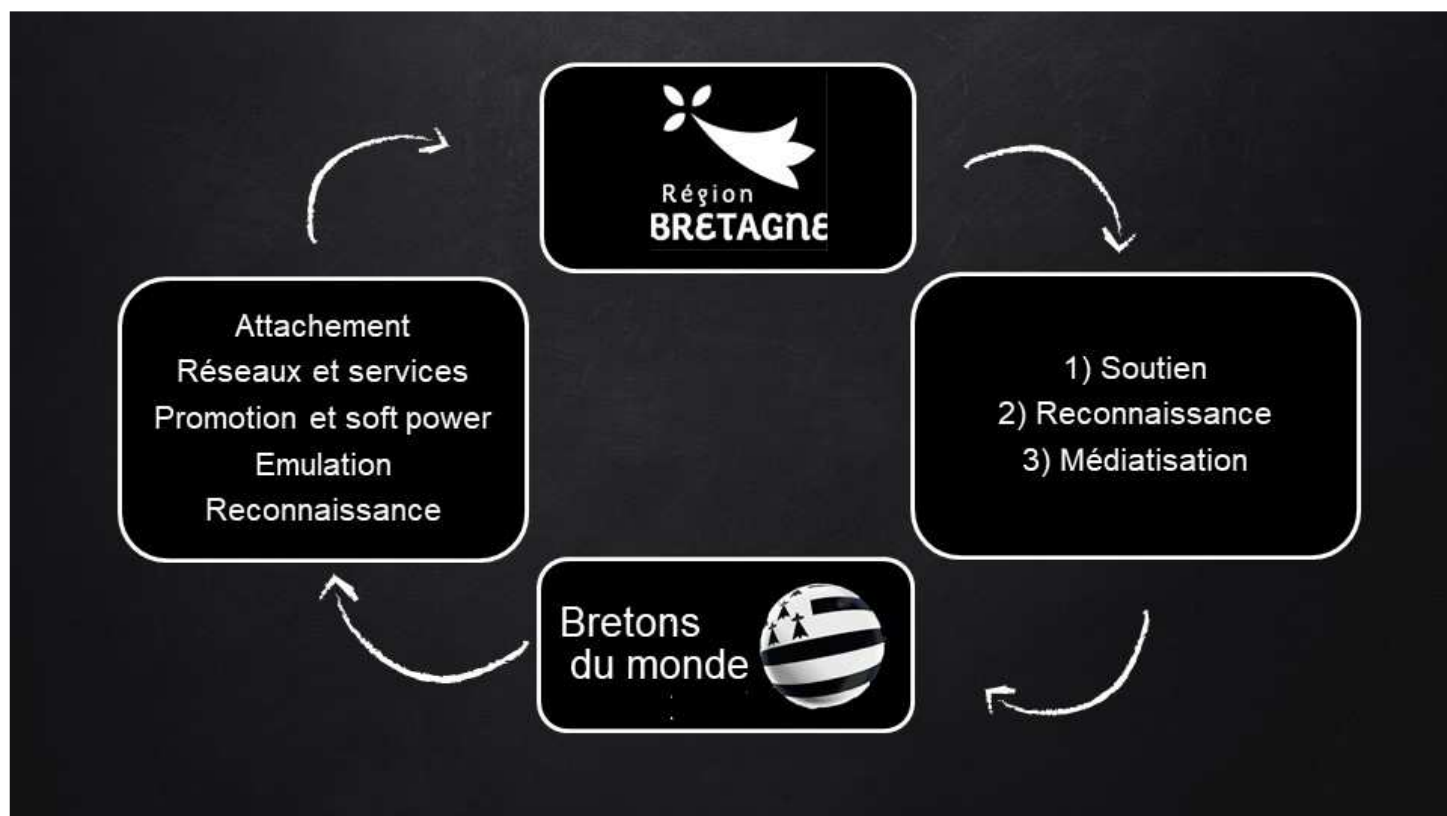 Région
BRETAGNE
Attachement
Réseaux et services
Promotion et soft power
Emulation
Reconnaissance
1) Soutien
2) Reconnaissance
3) Médiatisation
Bretons
du monde